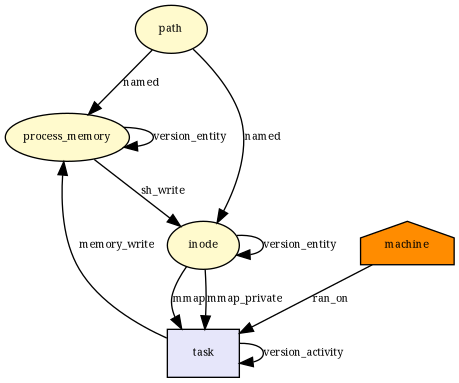 path
named
process_memory
version_entity
named
sh_write
memory_write
inode
version_entity
machine
mmap
mmap_private
ran_on
task
version_activity